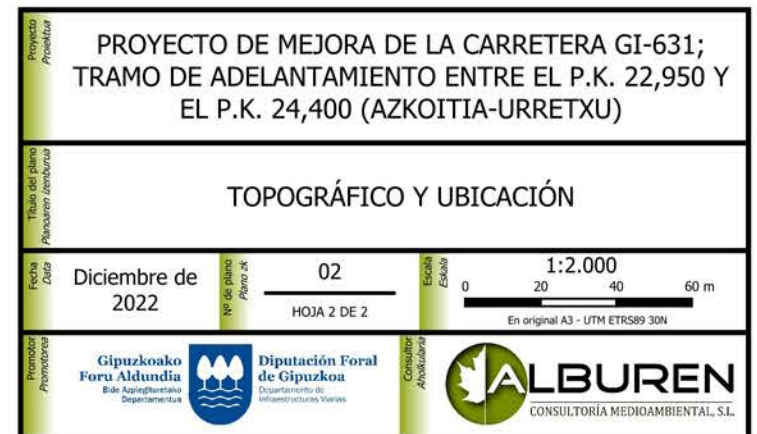 Proyecto
Proiektua
PROYECTO DE MEJORA DE LA CARRETERA GI-631;
TRAMO DE ADELANTAMIENTO ENTRE EL P.K. 22,950 Y
EL P.K. 24,400 (AZKOITIA-URRETXU)
Título del plano
Planoaren izenburua
TOPOGRÁFICO Y UBICACIÓN
Fecha
Data
Diciembre de
2022
Nº de plano
Plano zk
02
HOJA 2 DE 2
Escala
Eskala
1:2.000
0 20 40 60 m
En original A3 - UTM ETRS89 30N
Promotor
Promotorea
Gipuzkoako
Foru Aldundia
Bide Azpiegituretako
Departamentua
Diputación Foral
de Gipuzkoa
Departamento de
Infraestructuras Viarias
Consultor
Aholkularia
ALBUREN
CONSULTORÍA MEDIOAMBIENTAL, S.L.